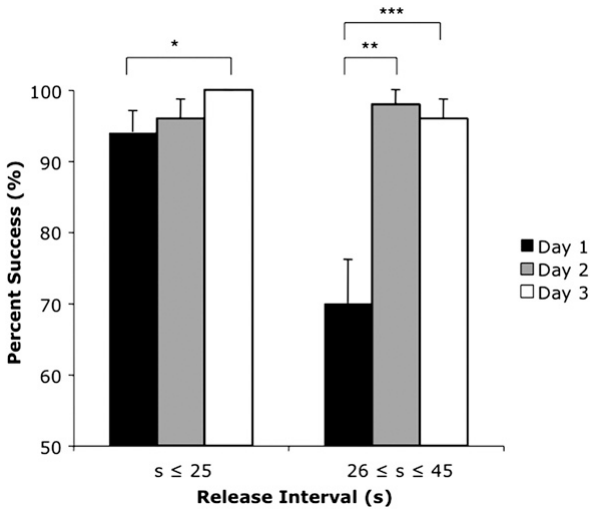 ***
* **
100
90
80
70
60
50
Percent Success (%)
Day 1
Day 2
Day 3
s ≤ 25 26 ≤ s ≤ 45
Release Interval (s)